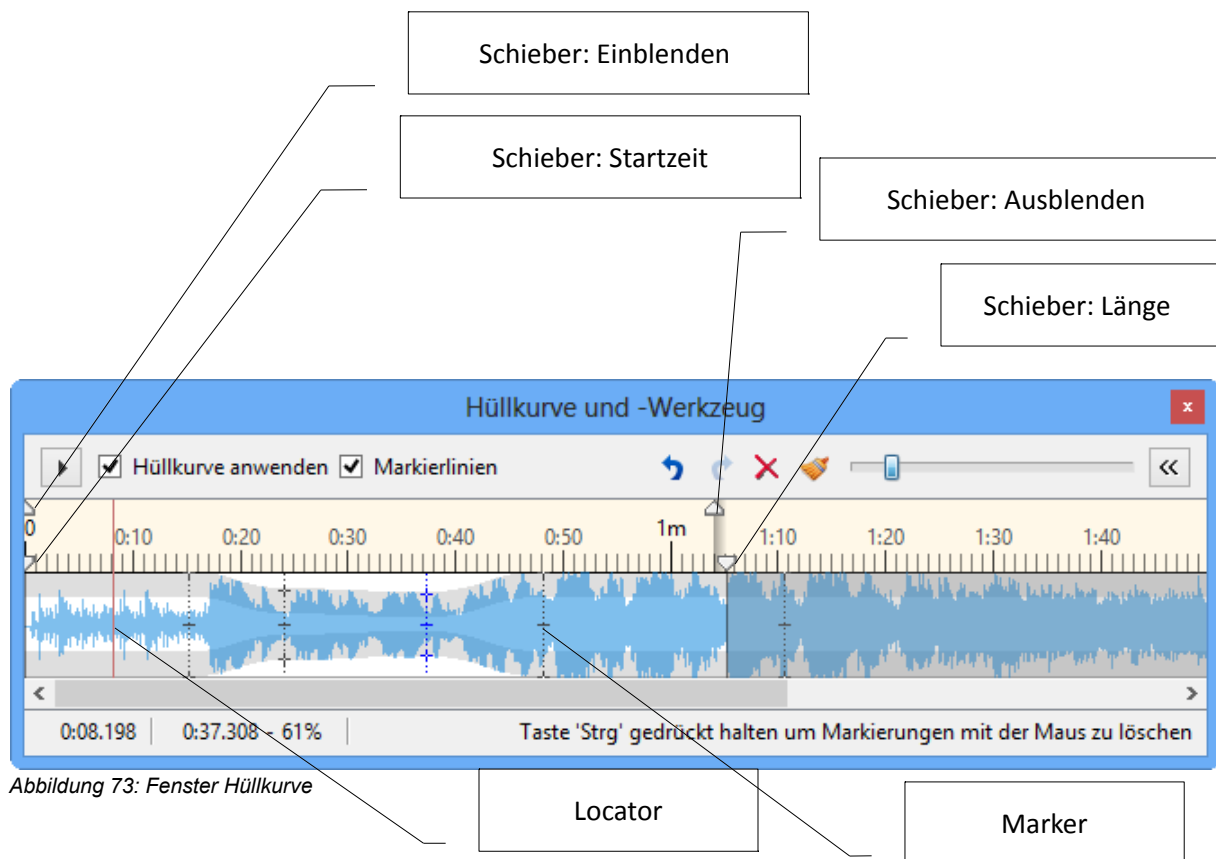 Schieber: Einblenden
Schieber: Startzeit
Schieber: Ausblenden
Schieber: Länge
Hüllkurve und -Werkzeug
x
Hüllkurve anwenden Markierlinien
0 0:10 0:20 0:30 0:40 0:50 1m 1:10 1:20 1:30 1:40
0:08.198 0:37.308 - 61% Taste 'Strg' gedrückt halten um Markierungen mit der Maus zu löschen
Abbildung 73: Fenster Hüllkurve
Locator
Marker